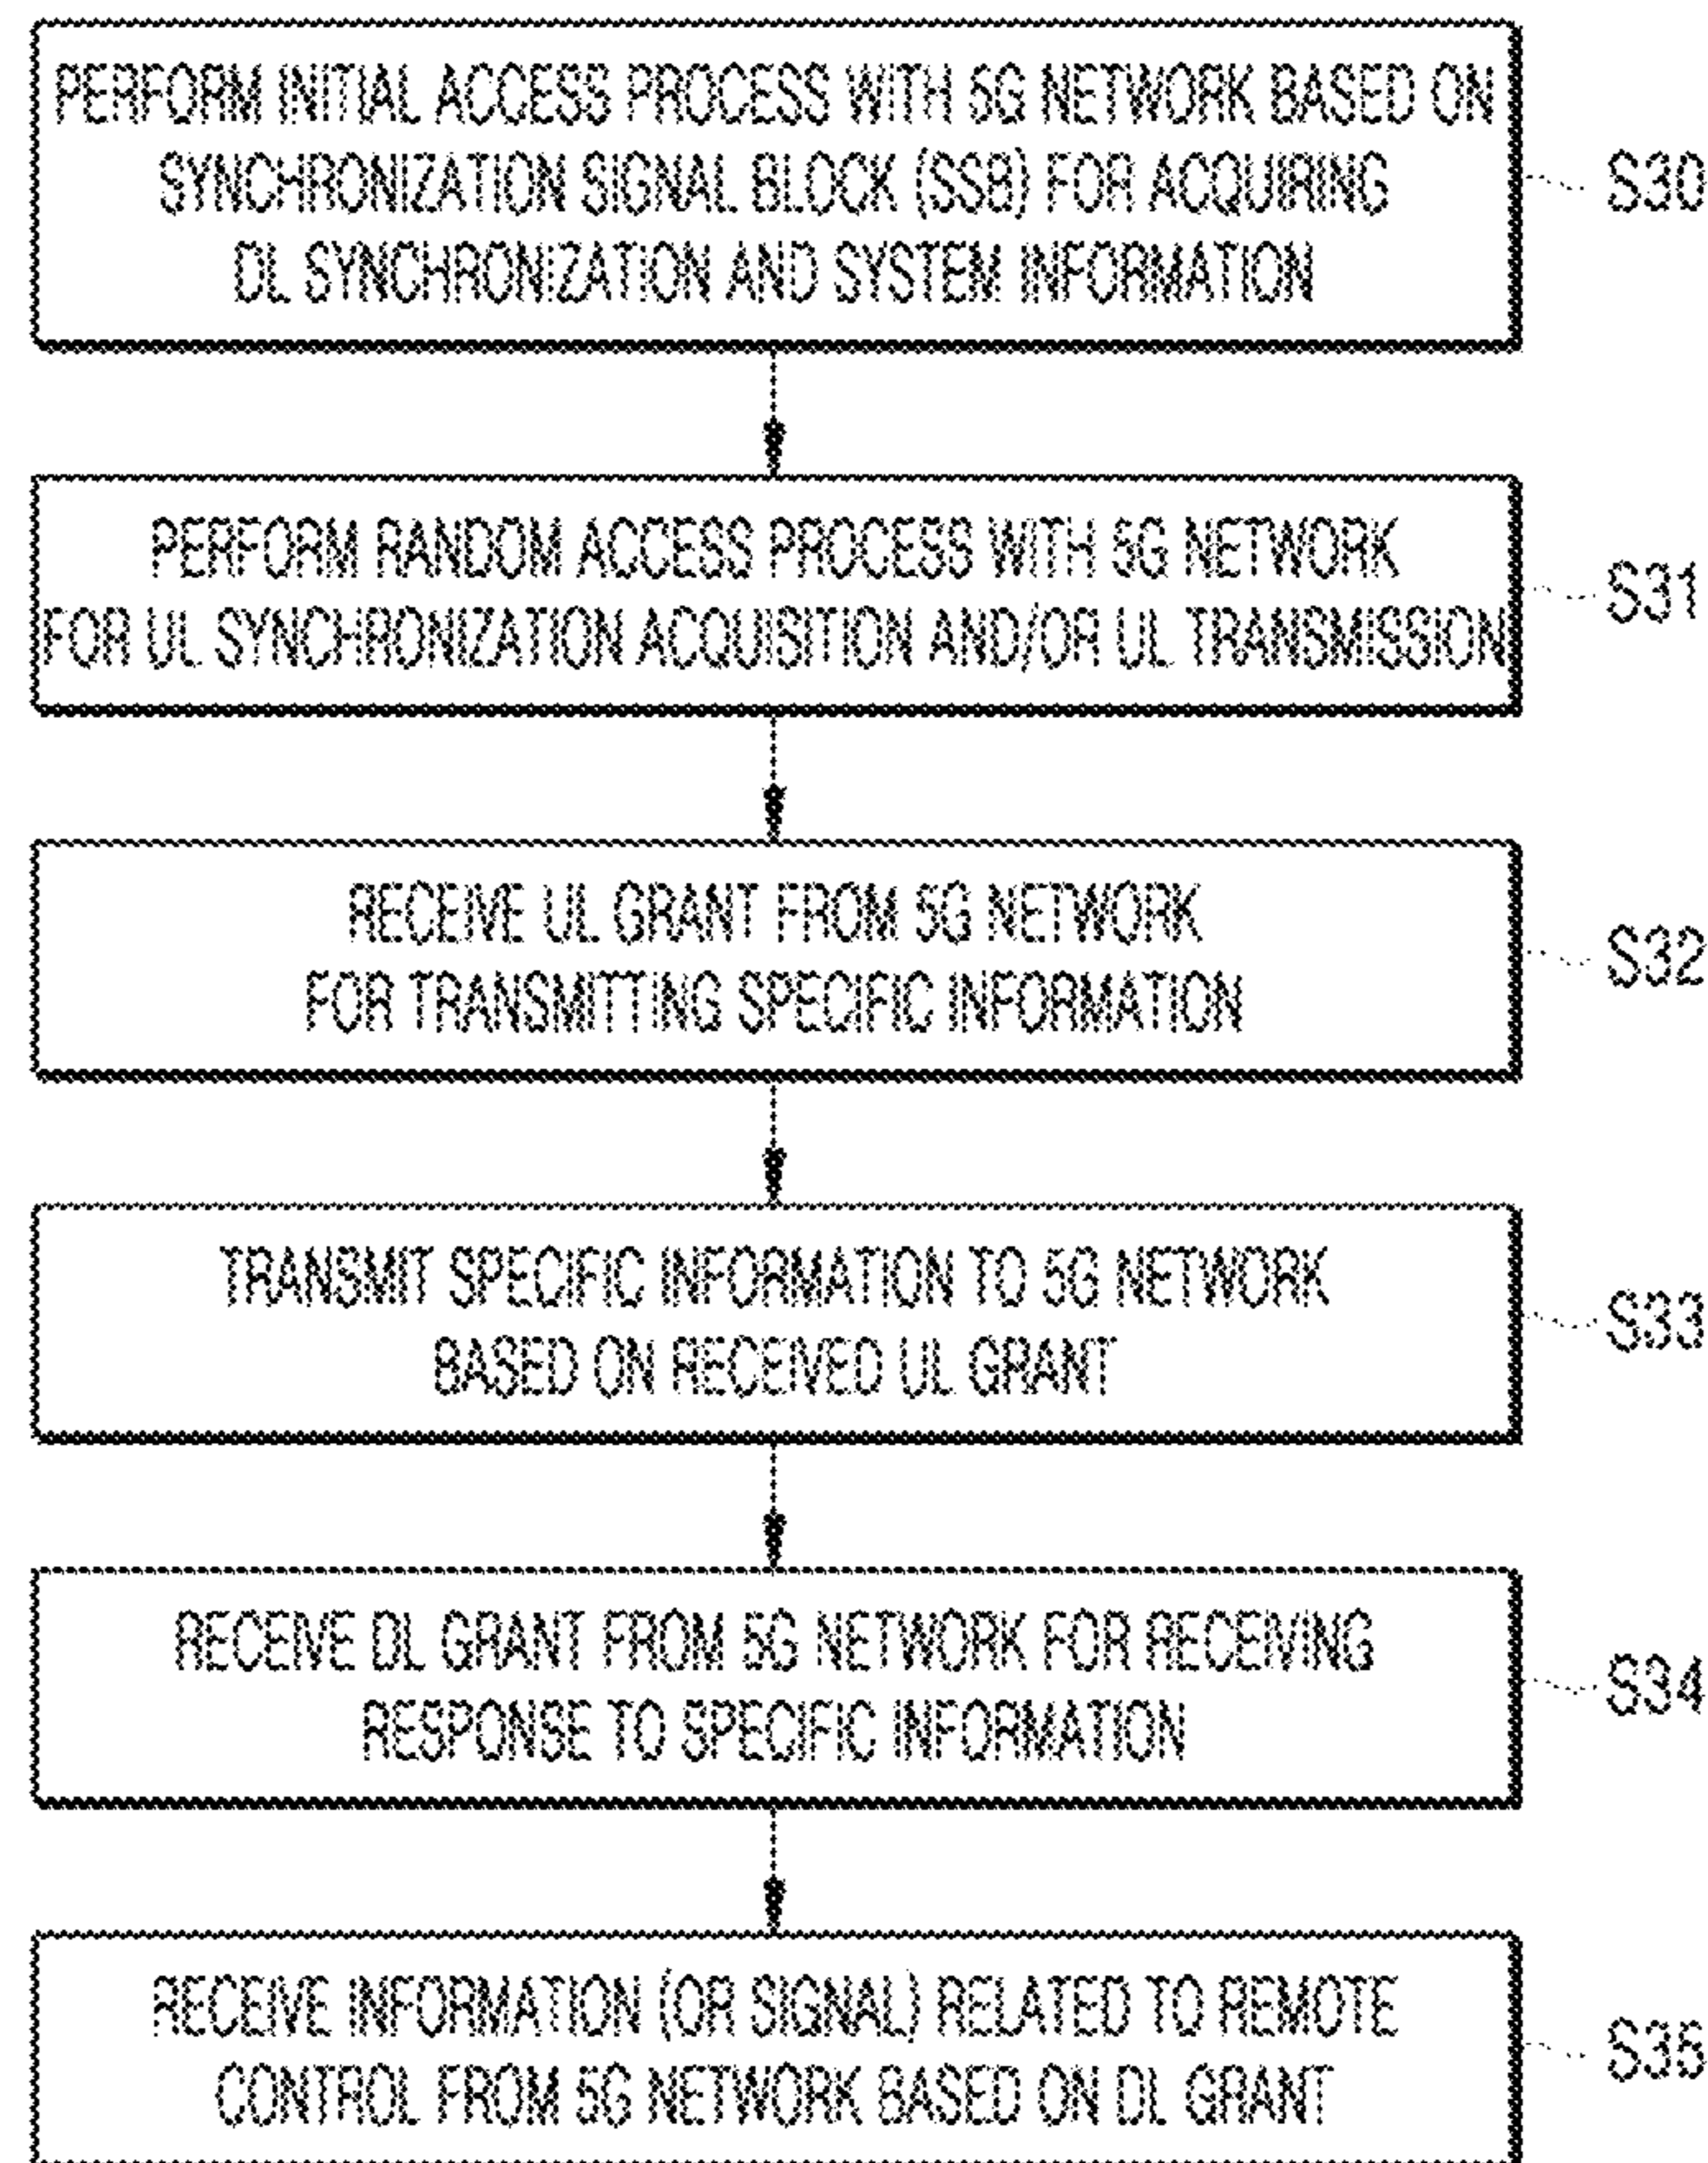 PERFORM INITIAL ACCESS PROCESS WITH 5G NETWORK BASED ON
SYNCHRONIZATION SIGNAL BLOCK (SSB) FOR ACQUIRING
DL SYNCHRONIZATION AND SYSTEM INFORMATION
S30
PERFORM RANDOM ACCESS PROCESS WITH 5G NETWORK
FOR UL SYNCHRONIZATION ACQUISITION AND/OR UL TRANSMISSION
S31
RECEIVE UL GRANT FROM 5G NETWORK
FOR TRANSMITTING SPECIFIC INFORMATION
S32
TRANSMIT SPECIFIC INFORMATION TO 5G NETWORK
BASED ON RECEIVED UL GRANT
S33
RECEIVE DL GRANT FROM 5G NETWORK FOR RECEIVING
RESPONSE TO SPECIFIC INFORMATION
S34
RECEIVE INFORMATION (OR SIGNAL) RELATED TO REMOTE
CONTROL FROM 5G NETWORK BASED ON DL GRANT
S35